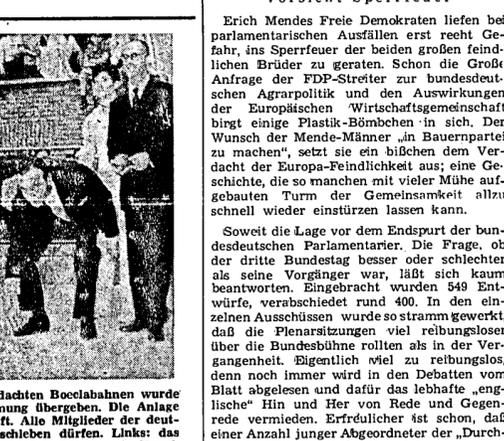 Vorsicht Sperrfeuer
Erich Mendes Freie Demokraten liefen bei
parlamentarischen Ausfällen erst recht Ge-
fahr, ins Sperrfeuer der beiden großen feind-
lichen Brüder zu geraten. Schon die Große
Anfrage der FDP-Streiter zur bundesdeut-
schen Agrarpolitik und den Auswirkungen
der Europäischen Wirtschaftsgemeinschaft
birgt einige Plastik-Bömbchen in sich. Der
Wunsch der Mende-Männer „in Bauernpartei
zu machen“, setzt sie ein bißchen dem Ver-
dacht der Europa-Feindlichkeit aus; eine Ge-
schichte, die so manchen mit vieler Mühe auf-
gebauten Turm der Gemeinsamkeit allzu
schnell wieder einstürzen lassen kann.
Soweit die Lage vor dem Endspurt der bun-
desdeutschen Parlamentarier. Die Frage, ob
der dritte Bundestag besser oder schlechter
als seine Vorgänger war, läßt sich kaum
beantworten. Eingebracht wurden 549 Ent-
würfe, verabschiedet rund 400. In den ein-
zelnen Ausschüssen wurde so stramm gewerkt,
daß die Plenarsitzungen viel reibungsloser
über die Bundesbühne rollten als in der Ver-
gangenheit. Eigentlich viel zu reibungslos,
denn noch immer wird in den Debatten vom
Blatt abgelesen und dafür das lebhafte „eng-
lische“ Hin und Her von Rede und Gegen-
rede vermieden. Erfreulicher ist schon, daß
einer Anzahl junger Abgeordneter der „Durch-
dachten Bocciabahnen wurde
nung übergeben. Die Anlage
ft. Alle Mitglieder der deut-
schieben dürfen. Links: das